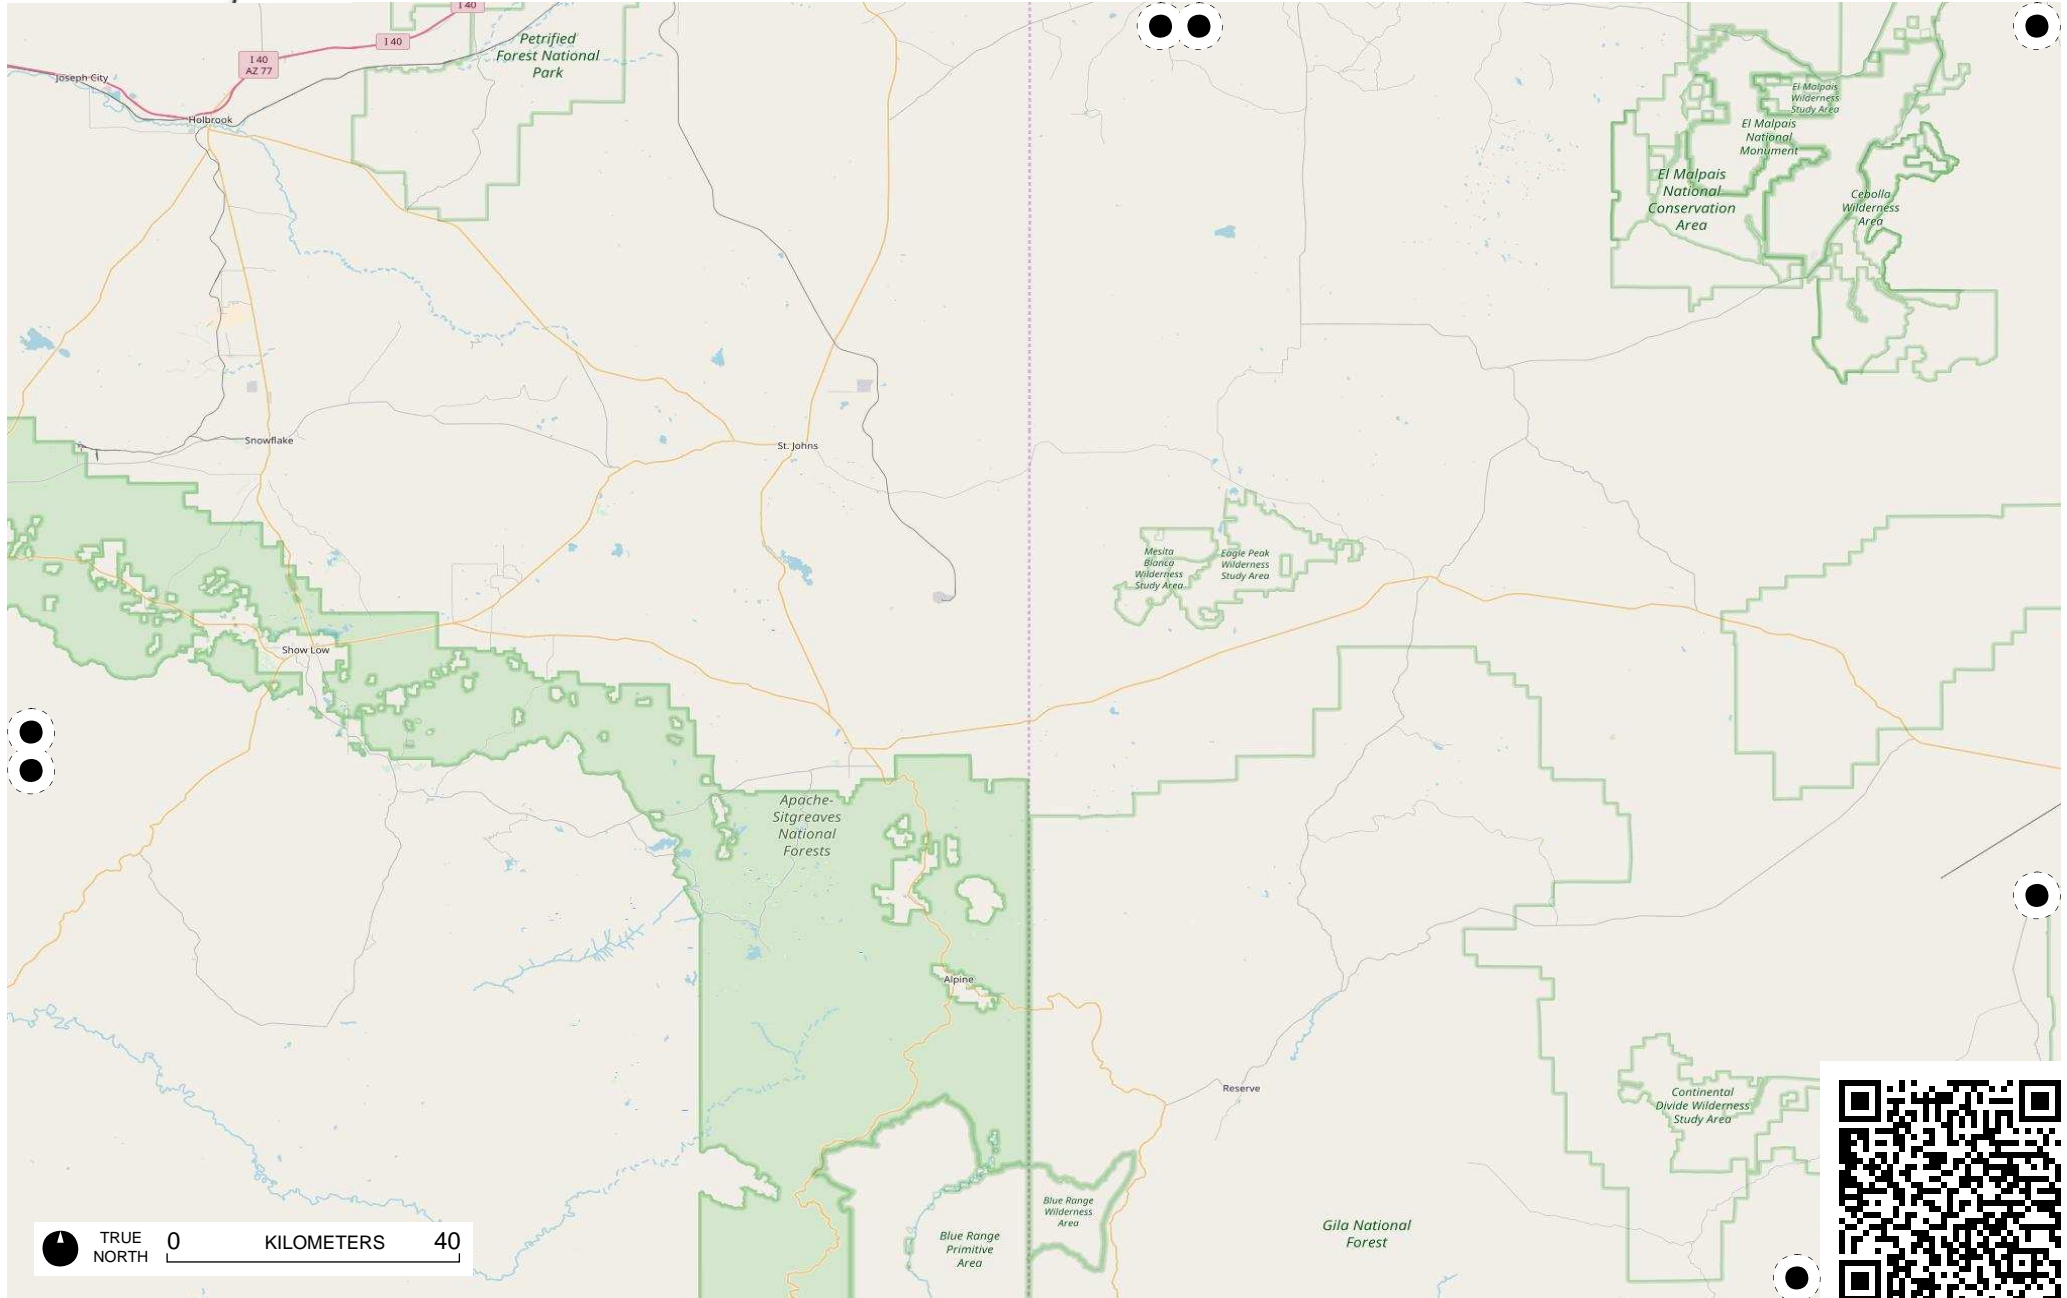 I 40
I 40
I 40
AZ 77
Petrified
Forest National
Park
Joseph City
Holbrook
El Malpais
Wilderness
Study Area
El Malpais
National
Monument
El Malpais
National
Conservation
Area
Cebolla
Wilderness
Area
Snowflake
St. Johns
Mesita
Blanca
Wilderness
Study Area
Eagle Peak
Wilderness
Study Area
Show Low
Apache-
Sitgreaves
National
Forests
Alpine
Reserve
Continental
Divide Wilderness
Study Area
Blue Range
Wilderness
Area
Blue Range
Primitive
Area
Gila National
Forest
TRUE
NORTH
0 KILOMETERS 40